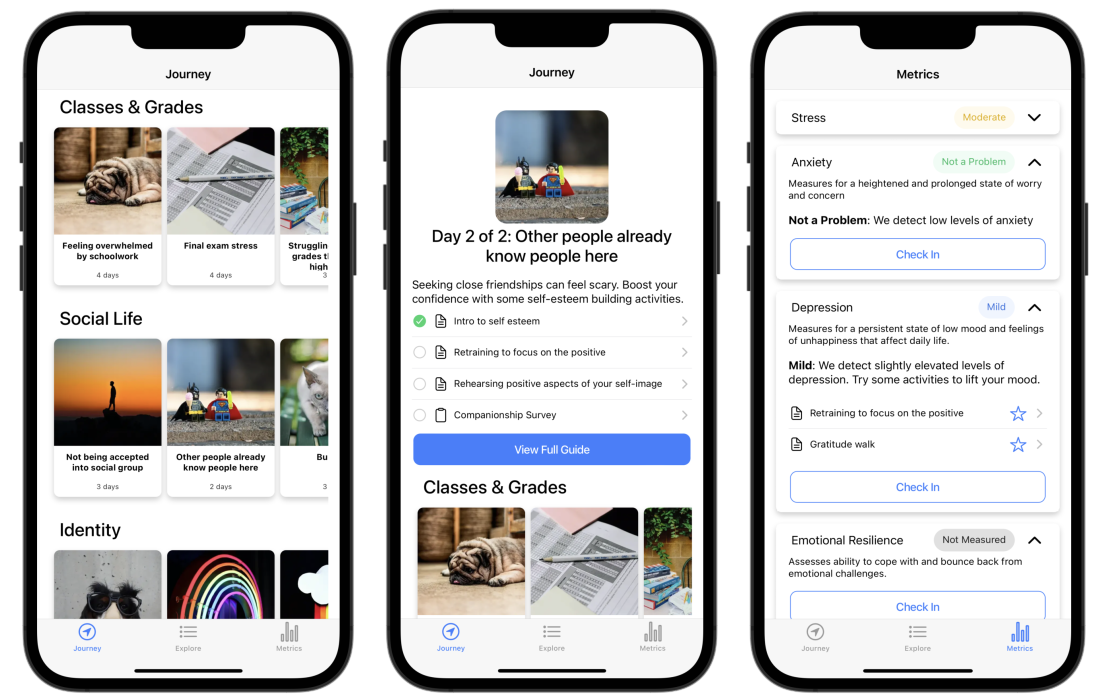 Journey
Classes & Grades
Feeling overwhelmed
by schoolwork
4 days
Final exam stress
4 days
Strugglin
grades t
high
3
Social Life
Not being accepted
into social group
3 days
Other people already
know people here
2 days
Bu
3
Identity
Journey
Explore
Metrics
Journey
Day 2 of 2: Other people already
know people here
Seeking close friendships can feel scary. Boost your
confidence with some self-esteem building activities.
Intro to self esteem
Retraining to focus on the positive
Rehearsing positive aspects of your self-image
Companionship Survey
View Full Guide
Classes & Grades
Journey
Explore
Metrics
Metrics
Stress
Moderate
Anxiety
Not a Problem
Measures for a heightened and prolonged state of worry
and concern
Not a Problem: We detect low levels of anxiety
Check In
Depression
Mild
Measures for a persistent state of low mood and feelings
of unhappiness that affect daily life.
Mild: We detect slightly elevated levels of
depression. Try some activities to lift your mood.
Retraining to focus on the positive
Gratitude walk
Check In
Emotional Resilience
Not Measured
Assesses ability to cope with and bounce back from
emotional challenges.
Check In
Journey
Explore
Metrics